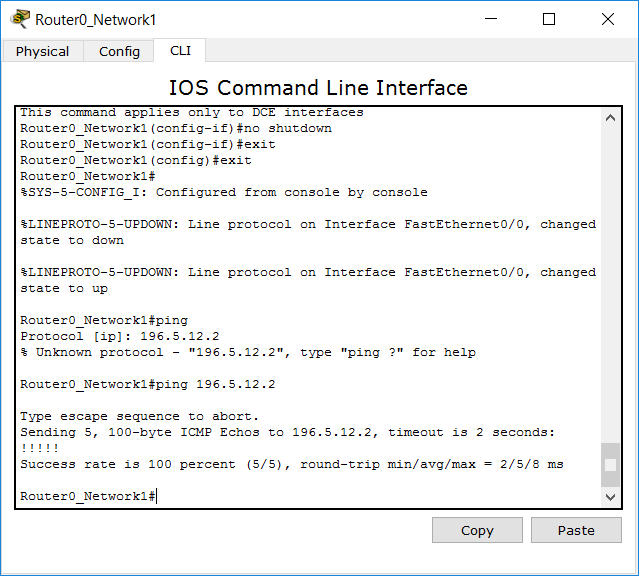 Router0_Network1
Physical Config CLI
IOS Command Line Interface
This command applies only to DCE interfaces
Router0_Network1(config-if)#no shutdown
Router0_Network1(config-if)#exit
Router0_Network1(config)#exit
Router0_Network1#
%SYS-5-CONFIG_I: Configured from console by console
%LINEPROTO-5-UPDOWN: Line protocol on Interface FastEthernet0/0, changed
state to down
%LINEPROTO-5-UPDOWN: Line protocol on Interface FastEthernet0/0, changed
state to up
Router0_Network1#ping
Protocol [ip]: 196.5.12.2
% Unknown protocol - "196.5.12.2", type "ping ?" for help
Router0_Network1#ping 196.5.12.2
Type escape sequence to abort.
Sending 5, 100-byte ICMP Echos to 196.5.12.2, timeout is 2 seconds:
!!!!!
Success rate is 100 percent (5/5), round-trip min/avg/max = 2/5/8 ms
Router0_Network1#
Copy Paste